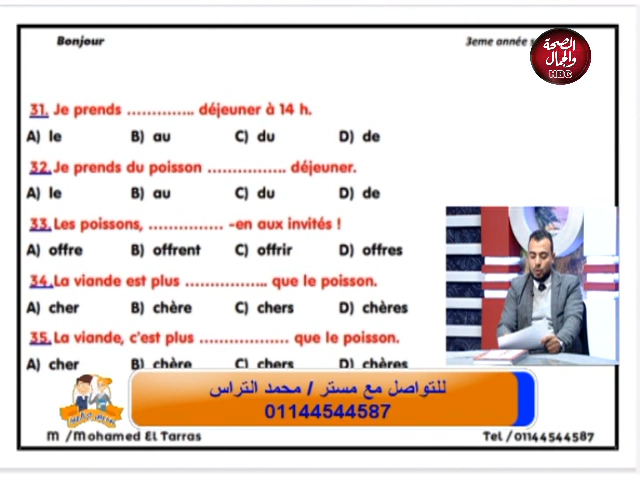 Bonjour
3eme année
الصحة
والجمال
HBC
31. Je prends .............. déjeuner à 14 h.
A) le B) au C) du D) de
32. Je prends du poisson ................ déjeuner.
A) le B) au C) du D) de
33. Les poissons, ............... -en aux invités !
A) offre B) offrent C) offrir D) offres
34. La viande est plus ................. que le poisson.
A) cher B) chère C) chers D) chères
35. La viande, c'est plus .................. que le poisson.
A) cher B) chère C) chers D) chères
للتواصل مع مستر / محمد التراس
01144544587
M /Mohamed EL Tarras
Tel /01144544587